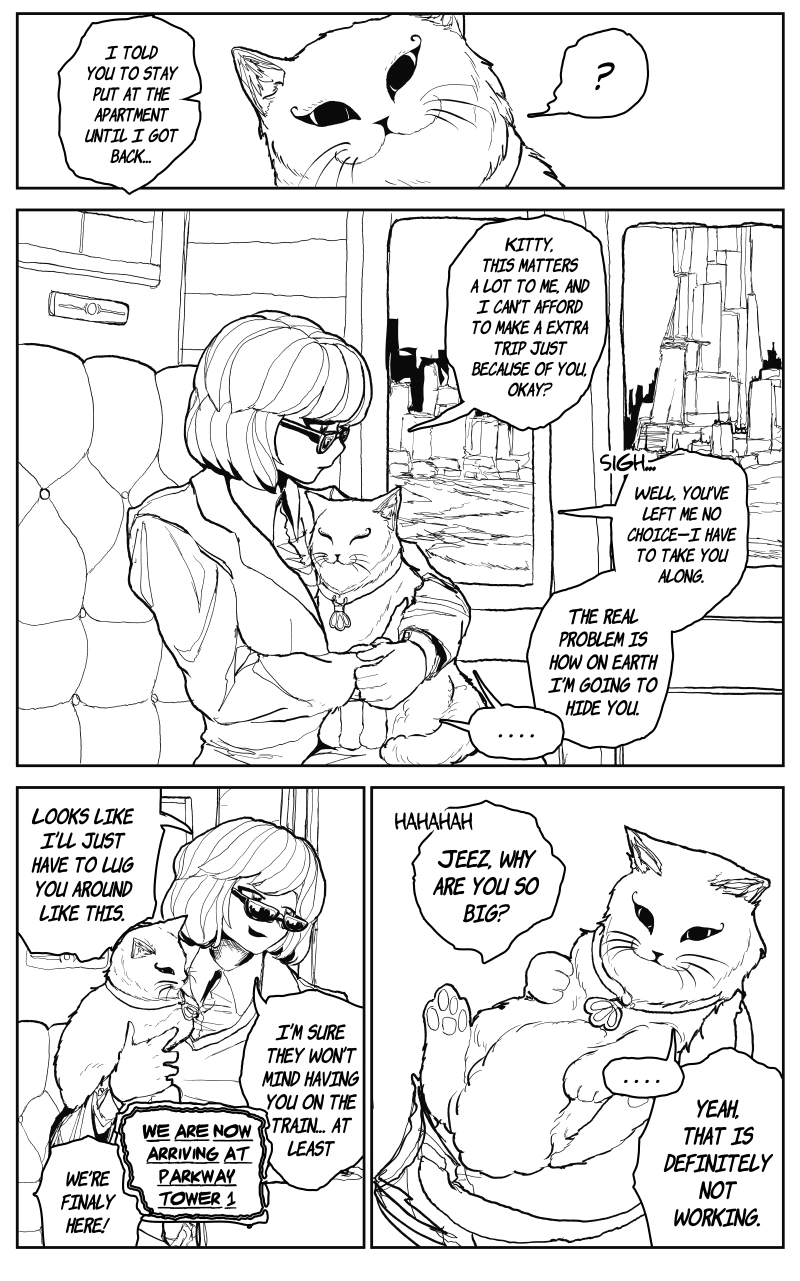 I TOLD
YOU TO STAY
PUT AT THE
APARTMENT
UNTIL I GOT
BACK...
?
KITTY,
THIS MATTERS
A LOT TO ME, AND
I CAN'T AFFORD
TO MAKE A EXTRA
TRIP JUST
BECAUSE OF YOU,
OKAY?
SIGH...
WELL, YOU'VE
LEFT ME NO
CHOICE—I HAVE
TO TAKE YOU
ALONG.
THE REAL
PROBLEM IS
HOW ON EARTH
I'M GOING TO
HIDE YOU.
....
LOOKS LIKE
I'LL JUST
HAVE TO LUG
YOU AROUND
LIKE THIS.
I'M SURE
THEY WON'T
MIND HAVING
YOU ON THE
TRAIN... AT
LEAST
WE ARE NOW
ARRIVING AT
PARKWAY
TOWER 1
WE'RE
FINALY
HERE!
HAHAHAH
JEEZ, WHY
ARE YOU SO
BIG?
....
YEAH,
THAT IS
DEFINITELY
NOT
WORKING.